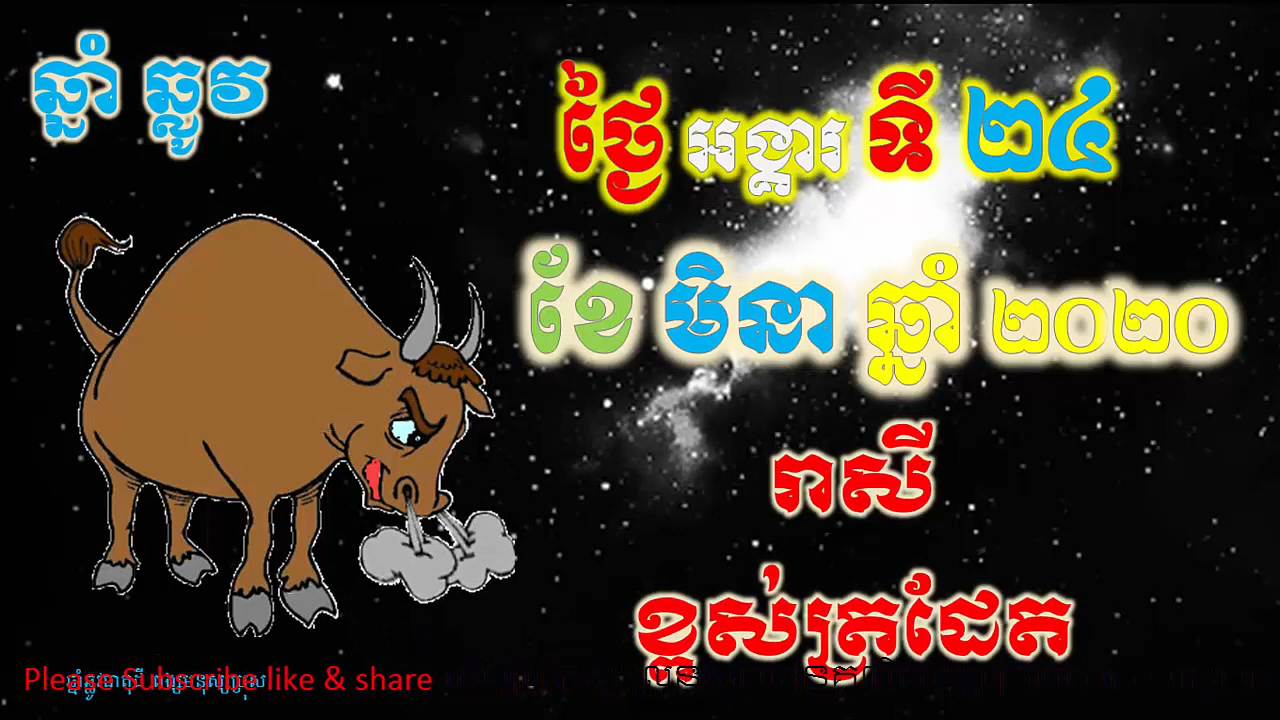 ឆ្នាំ ឆ្លូវ
ថ្ងៃ អង្គារ ទី ២៤
ខែ មិនា ឆ្នាំ ២០២០
រាសី
ខ្ពស់ត្រដែត
Please Subscribe like & share